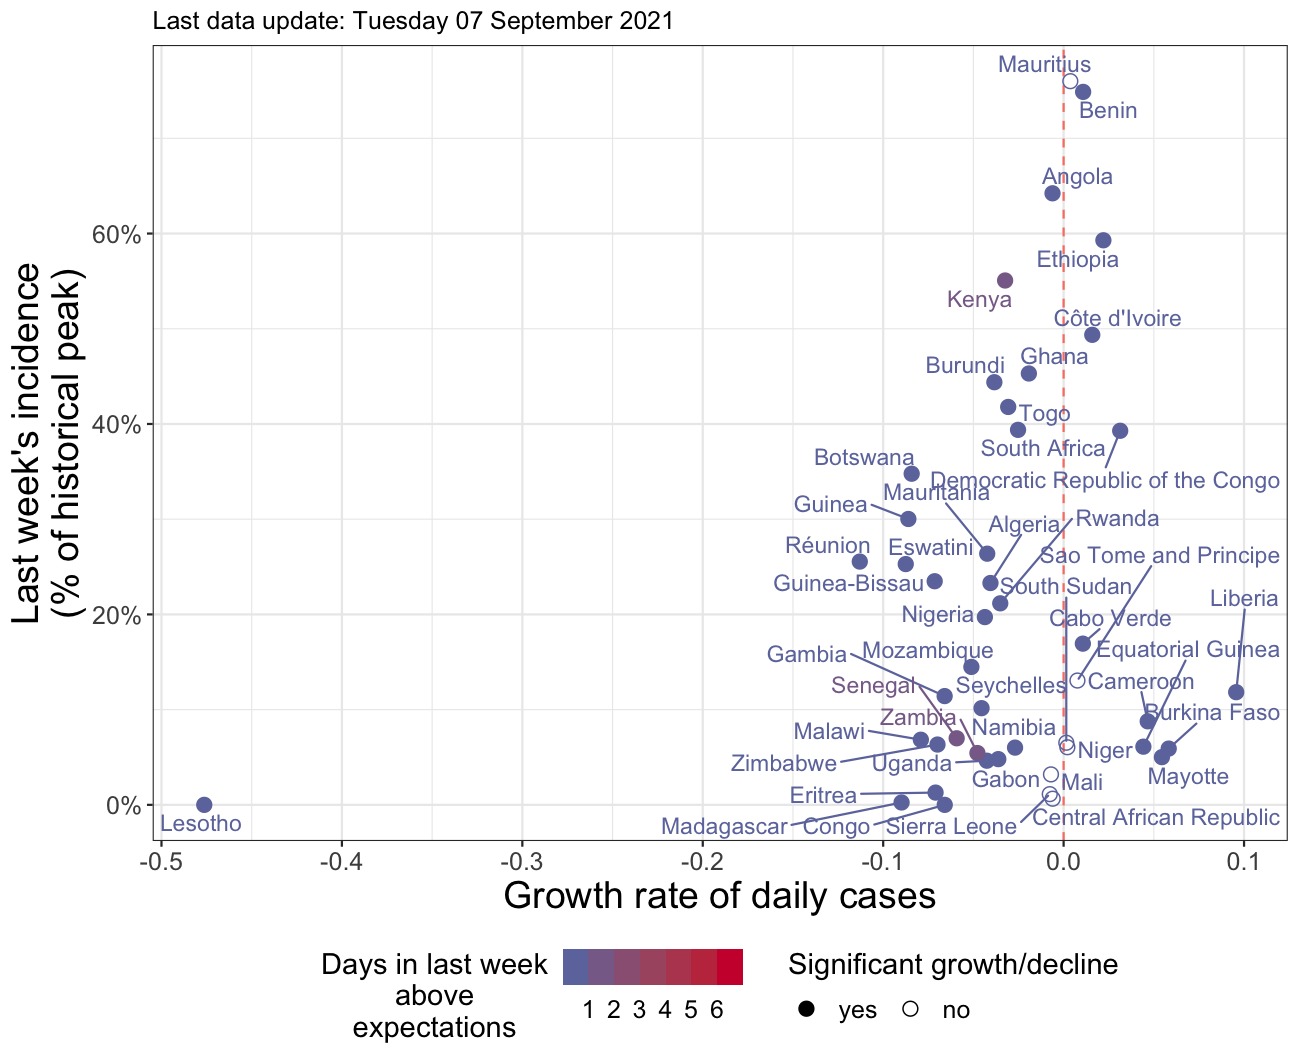 Last data update: Tuesday 07 September 2021
Last week's incidence
(% of historical peak)
60%
40%
20%
0%
Mauritius
Benin
Angola
Ethiopia
Kenya
Côte d'Ivoire
Ghana
Burundi
Togo
South Africa
Botswana
Democratic Republic of the Congo
Mauritania
Guinea
Algeria
Rwanda
Réunion
Eswatini
Sao Tome and Principe
Guinea-Bissau
South Sudan
Liberia
Nigeria
Cabo Verde
Gambia
Mozambique
Equatorial Guinea
Senegal
Seychelles
Cameroon
Zambia
Burkina Faso
Malawi
Namibia
Zimbabwe
Uganda
Niger
Gabon
Mali
Mayotte
Eritrea
Lesotho
Madagascar
Congo
Sierra Leone
Central African Republic
-0.5
-0.4
-0.3
-0.2
-0.1
0.0
0.1
Growth rate of daily cases
Days in last week
above
expectations
1 2 3 4 5 6
Significant growth/decline
yes
no